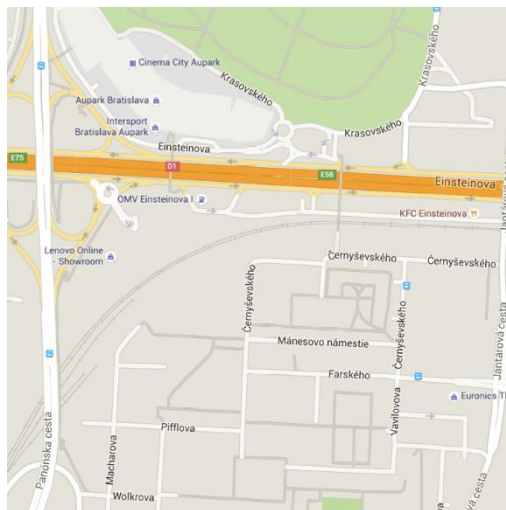 Cinema City Aupark
Krasovského
Krasovského
Aupark Bratislava
Intersport
Bratislava Aupark
Krasovského
Einsteinova
E75
D1
E58
Einsteinova
OMV Einsteinova I
KFC Einsteinova
Jantárová
Lenovo Online
- Showroom
Černyševského
Černyševského
Černyševského
Černyševského
Mánesovo námestie
Jantárová cesta
Farského
Euronics
Vavilovova
Pifflova
Macharova
Panónska cesta
Wolkrova
cesta